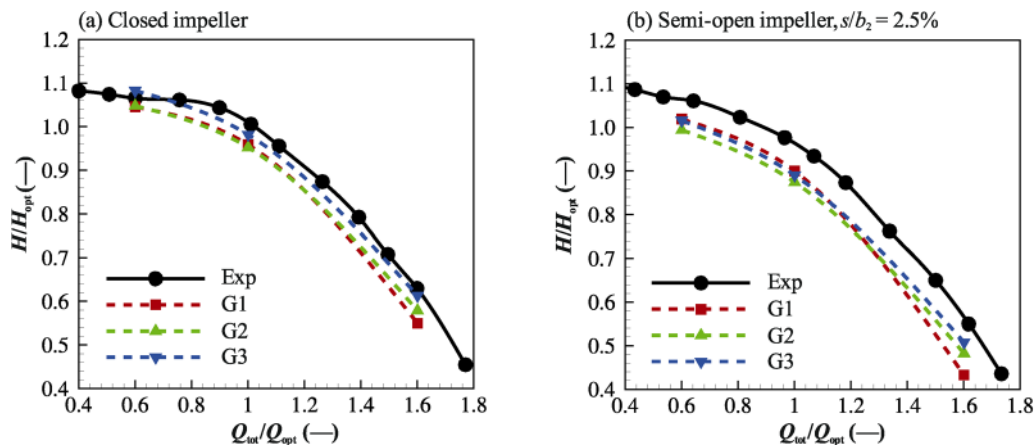 (a) Closed impeller
1.2
1.1
1.0
0.9
0.8
0.7
0.6
0.5
0.4
H/Hopt (—)
Exp
G1
G2
G3
0.4 0.6 0.8 1 1.2 1.4 1.6 1.8
Qtot/Qopt (—)
(b) Semi-open impeller, s/b2 = 2.5%
1.2
1.1
1.0
0.9
0.8
0.7
0.6
0.5
0.4
H/Hopt (—)
Exp
G1
G2
G3
0.4 0.6 0.8 1 1.2 1.4 1.6 1.8
Qtot/Qopt (—)